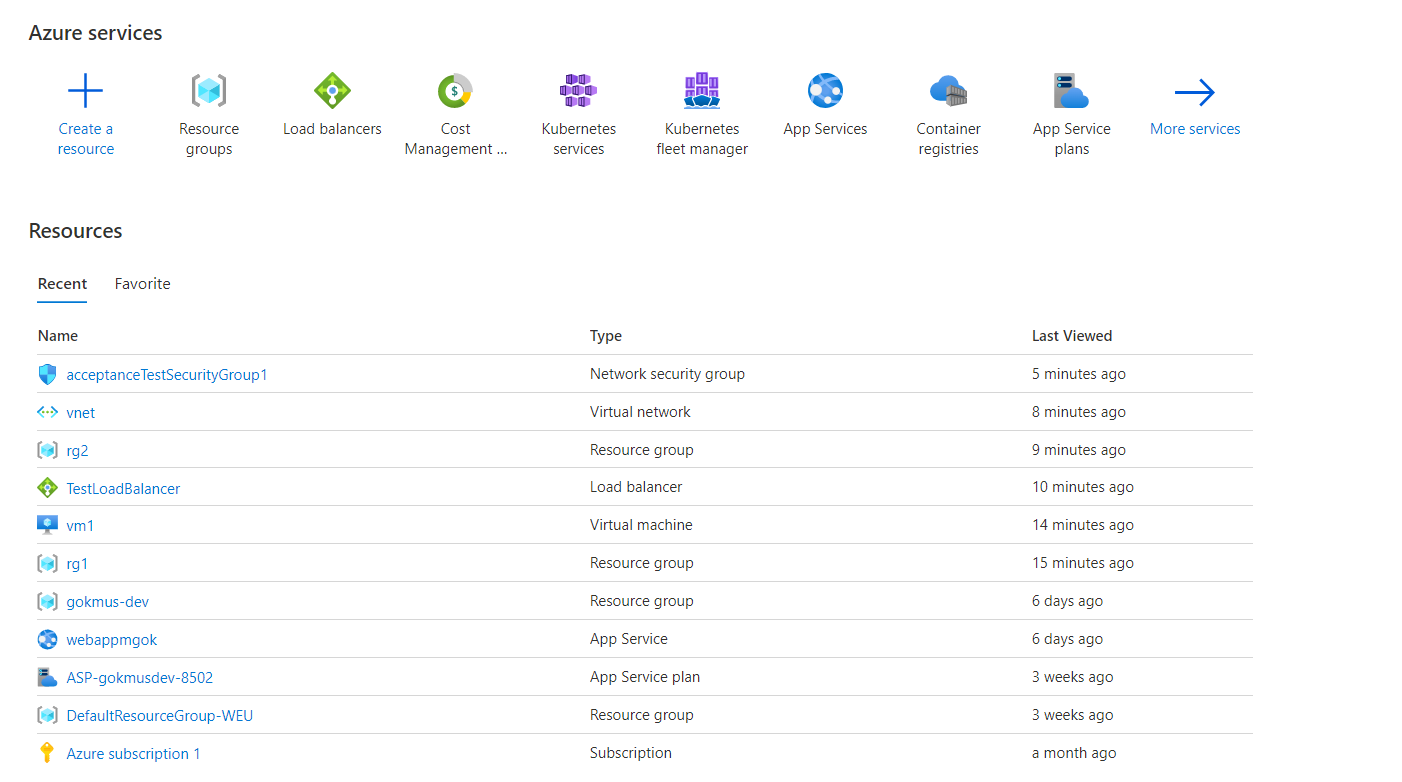 Azure services
Create a resource
Resource groups
Load balancers
Cost Management ...
Kubernetes services
Kubernetes fleet manager
App Services
Container registries
App Service plans
More services
Resources
Recent Favorite
Name Type Last Viewed
acceptanceTestSecurityGroup1 Network security group 5 minutes ago
vnet Virtual network 8 minutes ago
rg2 Resource group 9 minutes ago
TestLoadBalancer Load balancer 10 minutes ago
vm1 Virtual machine 14 minutes ago
rg1 Resource group 15 minutes ago
gokmus-dev Resource group 6 days ago
webappmgok App Service 6 days ago
ASP-gokmusdev-8502 App Service plan 3 weeks ago
DefaultResourceGroup-WEU Resource group 3 weeks ago
Azure subscription 1 Subscription a month ago